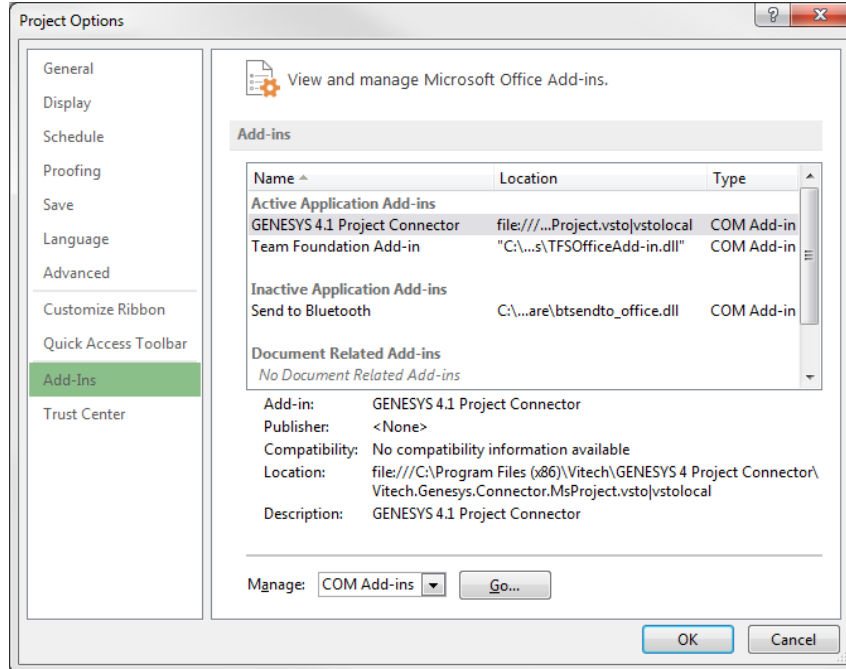 Project Options
General
Display
Schedule
Proofing
Save
Language
Advanced
Customize Ribbon
Quick Access Toolbar
Add-Ins
Trust Center
View and manage Microsoft Office Add-ins.
Add-ins
Name Location Type
Active Application Add-ins
GENESYS 4.1 Project Connector file:///...Project.vsto|vstolocal COM Add-in
Team Foundation Add-in "C:\...s\TFSOfficeAdd-in.dll" COM Add-in
Inactive Application Add-ins
Send to Bluetooth C:\...are\btsendto_office.dll COM Add-in
Document Related Add-ins
No Document Related Add-ins
Add-in: GENESYS 4.1 Project Connector
Publisher: <None>
Compatibility: No compatibility information available
Location: file:///C:\Program Files (x86)\Vitech\GENESYS 4 Project Connector\
Vitech.Genesys.Connector.MsProject.vsto|vstolocal
Description: GENESYS 4.1 Project Connector
Manage: COM Add-ins Go...
OK Cancel